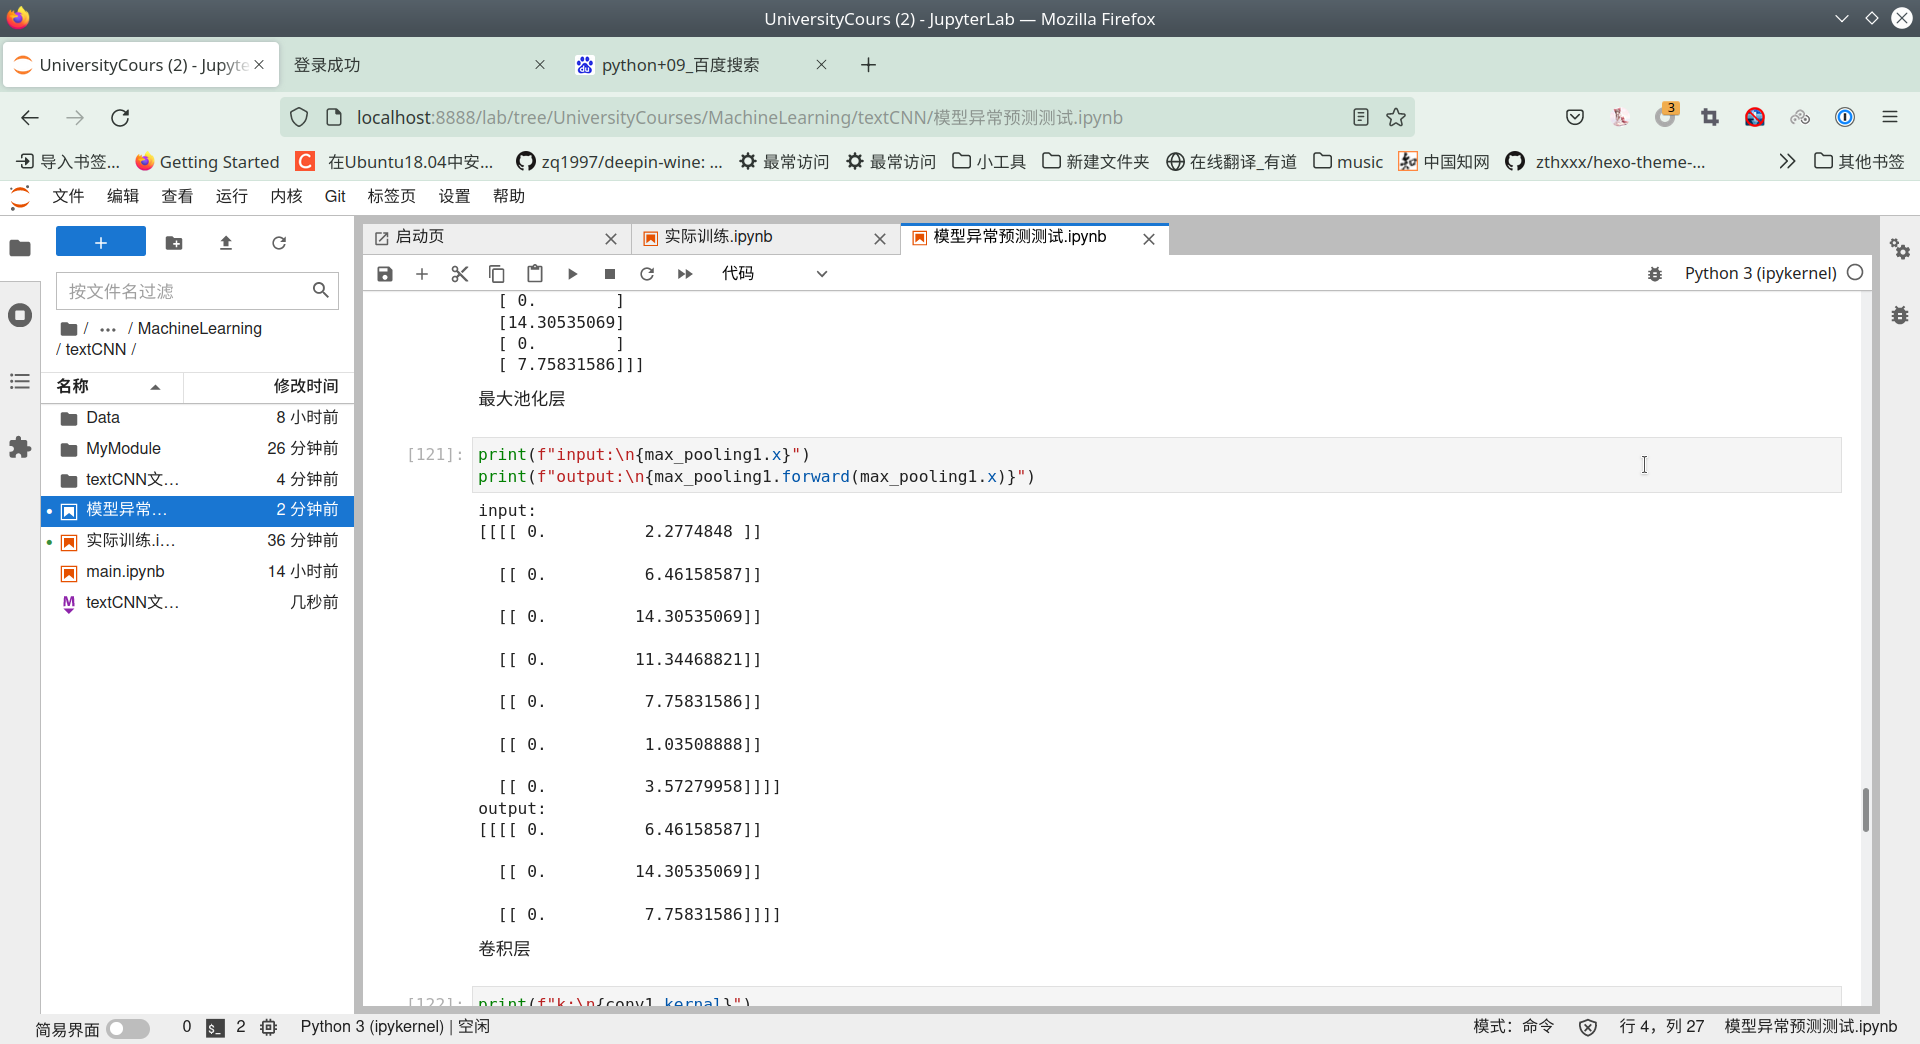 UniversityCours (2) - JupyterLab — Mozilla Firefox
UniversityCours (2) - Jupyte
登录成功
python+09_百度搜索
localhost:8888/lab/tree/UniversityCourses/MachineLearning/textCNN/模型异常预测测试.ipynb
3
导入书签...
Getting Started
在Ubuntu18.04中安...
zq1997/deepin-wine: ...
最常访问
最常访问
小工具
新建文件夹
在线翻译_有道
music
中国知网
zthxxx/hexo-theme-...
其他书签
文件 编辑 查看 运行 内核 Git 标签页 设置 帮助
启动页
实际训练.ipynb
模型异常预测测试.ipynb
代码
Python 3 (ipykernel)
按文件名过滤
/ ... / MachineLearning
/ textCNN /
名称 修改时间
Data 8 小时前
MyModule 26 分钟前
textCNN文... 4 分钟前
模型异常... 2 分钟前
实际训练.i... 36 分钟前
main.ipynb 14 小时前
textCNN文... 几秒前
[ 0.        ]
[14.30535069]
[ 0.        ]
[ 7.75831586]]]
最大池化层
[121]:
print(f"input:\n{max_pooling1.x}")
print(f"output:\n{max_pooling1.forward(max_pooling1.x)}")
input:
[[[[ 0.          2.2774848 ]]
[[ 0.          6.46158587]]
[[ 0.         14.30535069]]
[[ 0.         11.34468821]]
[[ 0.          7.75831586]]
[[ 0.          1.03508888]]
[[ 0.          3.57279958]]]]
output:
[[[[ 0.          6.46158587]]
[[ 0.         14.30535069]]
[[ 0.          7.75831586]]]]
卷积层
[122]:
print(f"k:\n{conv1.kernal}")
简易界面 0 $_ 2 Python 3 (ipykernel) | 空闲
模式：命令 行 4，列 27 模型异常预测测试.ipynb